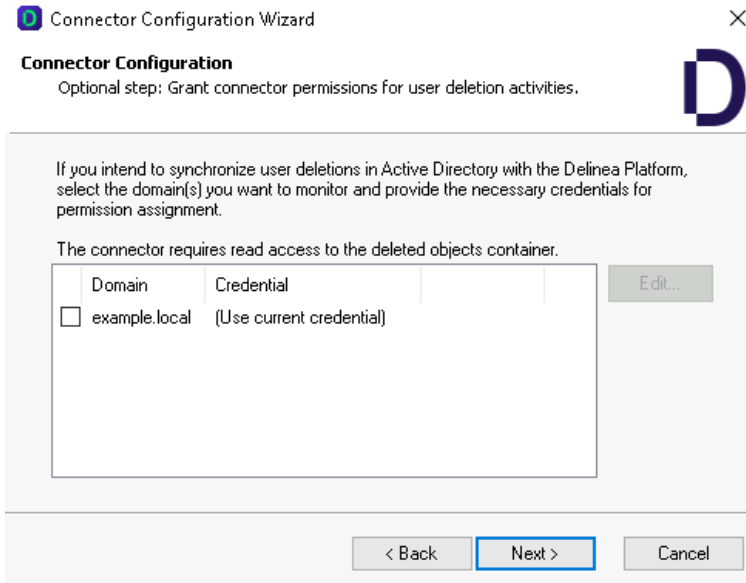 Connector Configuration Wizard
Connector Configuration
Optional step: Grant connector permissions for user deletion activities.
If you intend to synchronize user deletions in Active Directory with the Delinea Platform,
select the domain(s) you want to monitor and provide the necessary credentials for
permission assignment.
The connector requires read access to the deleted objects container.
Domain Credential
Edit...
example.local (Use current credential)
< Back Next > Cancel